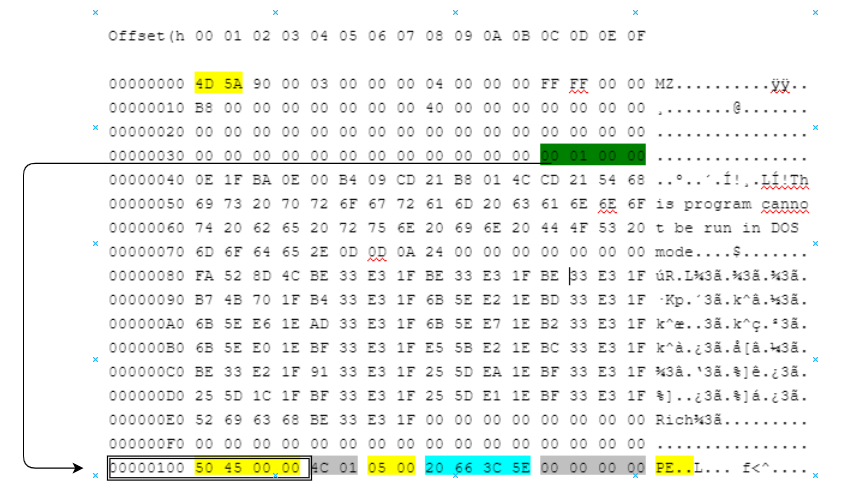 Offset(h 00 01 02 03 04 05 06 07 08 09 0A 0B 0C 0D 0E 0F
00000000 4D 5A 90 00 03 00 00 00 04 00 00 00 FF FF 00 00 MZ..........ÿÿ..
00000010 B8 00 00 00 00 00 00 00 40 00 00 00 00 00 00 00 ¸.......@.......
00000020 00 00 00 00 00 00 00 00 00 00 00 00 00 00 00 00 ................
00000030 00 00 00 00 00 00 00 00 00 00 00 00 00 01 00 00 ................
00000040 0E 1F BA 0E 00 B4 09 CD 21 B8 01 4C CD 21 54 68 ..º..´.Í!¸.LÍ!Th
00000050 69 73 20 70 72 6F 67 72 61 6D 20 63 61 6E 6E 6F is program canno
00000060 74 20 62 65 20 72 75 6E 20 69 6E 20 44 4F 53 20 t be run in DOS
00000070 6D 6F 64 65 2E 0D 0D 0A 24 00 00 00 00 00 00 00 mode....$.......
00000080 FA 52 8D 4C BE 33 E3 1F BE 33 E3 1F BE 33 E3 1F úR.L¾3ã.¾3ã.¾3ã.
00000090 B7 4B 70 1F B4 33 E3 1F 6B 5E E2 1E BD 33 E3 1F ·Kp.´3ã.k^â.½3ã.
000000A0 6B 5E E6 1E AD 33 E3 1F 6B 5E E7 1E B2 33 E3 1F k^æ..3ã.k^ç.²3ã.
000000B0 6B 5E E0 1E BF 33 E3 1F E5 5B E2 1E BC 33 E3 1F k^à.¿3ã.å[â.¼3ã.
000000C0 BE 33 E2 1F 91 33 E3 1F 25 5D EA 1E BF 33 E3 1F ¾3â.‘3ã.%]ê.¿3ã.
000000D0 25 5D 1C 1F BF 33 E3 1F 25 5D E1 1E BF 33 E3 1F %]..¿3ã.%]á.¿3ã.
000000E0 52 69 63 68 BE 33 E3 1F 00 00 00 00 00 00 00 00 Rich¾3ã.........
000000F0 00 00 00 00 00 00 00 00 00 00 00 00 00 00 00 00 ................
00000100 50 45 00 00 4C 01 05 00 20 66 3C 5E 00 00 00 00 PE..L... f<^....